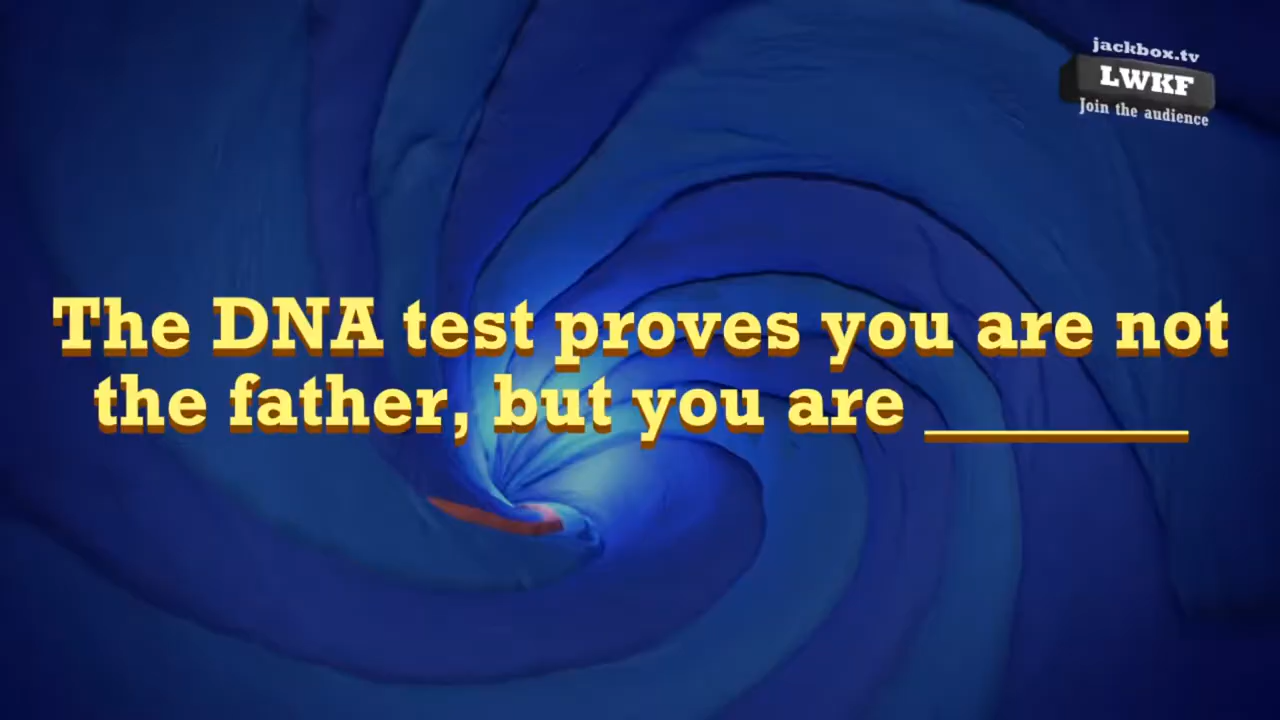 jackbox.tv
LWKF
Join the audience
The DNA test proves you are not
the father, but you are ________